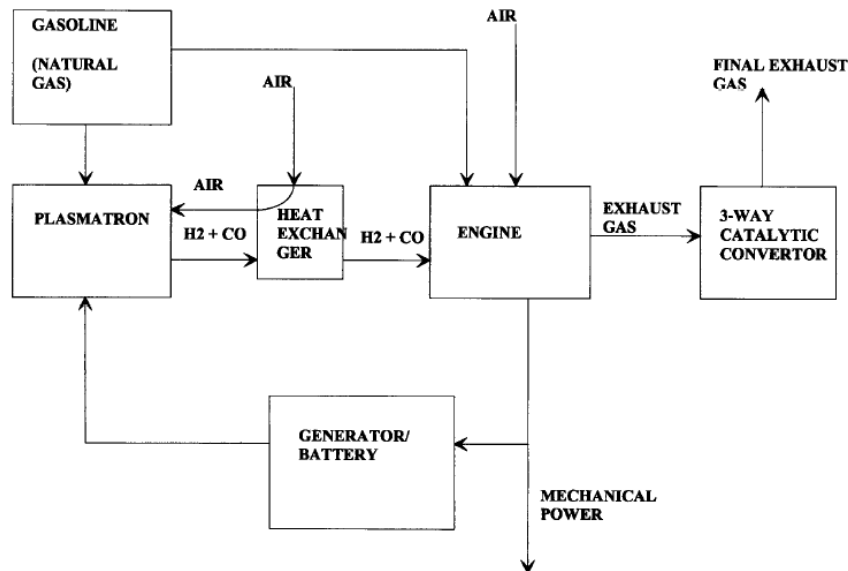 GASOLINE
(NATURAL
GAS)
AIR
AIR
FINAL EXHAUST
GAS
AIR
PLASMATRON
HEAT
EXCHAN
GER
H2 + CO
H2 + CO
ENGINE
EXHAUST
GAS
3-WAY
CATALYTIC
CONVERTOR
GENERATOR/
BATTERY
MECHANICAL
POWER